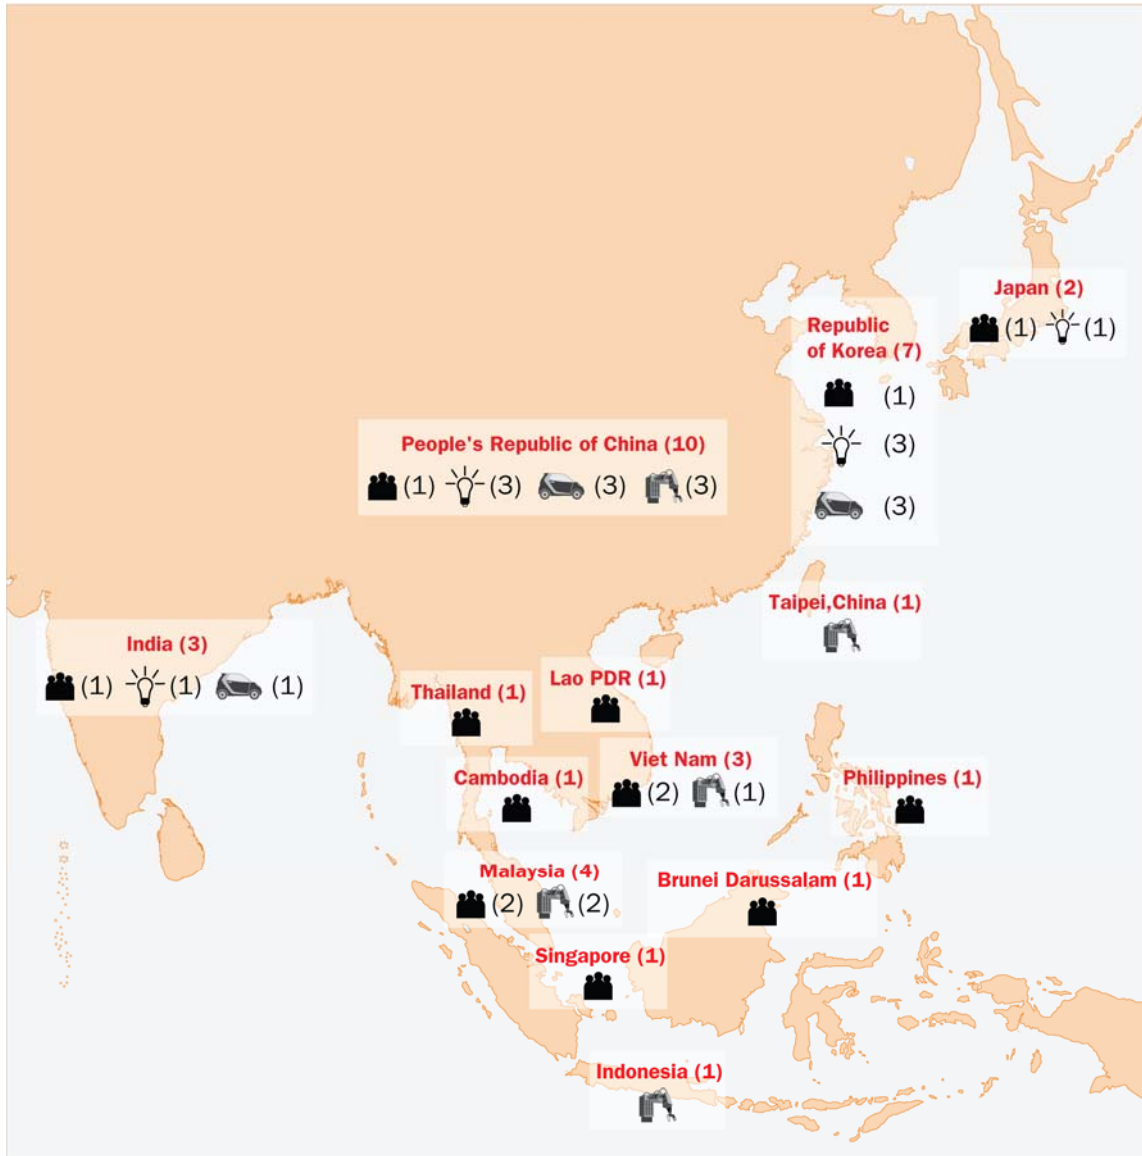 Japan (2)
(1) (1)
Republic
of Korea (7)
(1)
(3)
(3)
People's Republic of China (10)
(1) (3) (3) (3)
Taipei,China (1)
India (3)
(1) (1) (1)
Thailand (1)
Lao PDR (1)
Viet Nam (3)
(2) (1)
Cambodia (1)
Philippines (1)
Malaysia (4)
(2) (2)
Brunei Darussalam (1)
Singapore (1)
Indonesia (1)